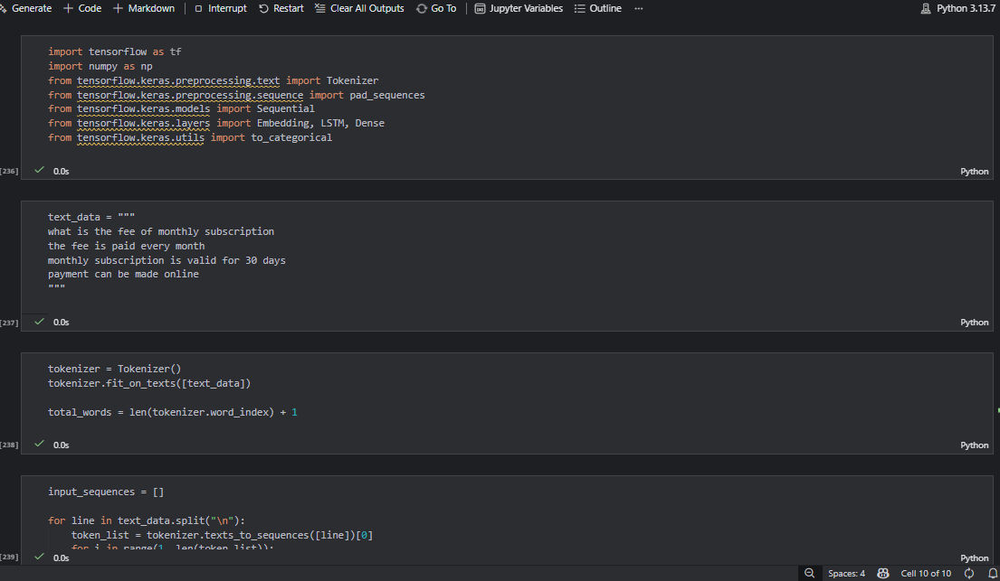 Generate + Code + Markdown Interrupt Restart Clear All Outputs Go To Jupyter Variables Outline ... Python 3.13.7
import tensorflow as tf
import numpy as np
from tensorflow.keras.preprocessing.text import Tokenizer
from tensorflow.keras.preprocessing.sequence import pad_sequences
from tensorflow.keras.models import Sequential
from tensorflow.keras.layers import Embedding, LSTM, Dense
from tensorflow.keras.utils import to_categorical
[236] 0.0s Python
text_data = """
what is the fee of monthly subscription
the fee is paid every month
monthly subscription is valid for 30 days
payment can be made online
"""
[237] 0.0s Python
tokenizer = Tokenizer()
tokenizer.fit_on_texts([text_data])
total_words = len(tokenizer.word_index) + 1
[238] 0.0s Python
input_sequences = []
for line in text_data.split("\n"):
    token_list = tokenizer.texts_to_sequences([line])[0]
    for i in range(1, len(token_list)):
[239] 0.0s Python
Spaces: 4 Cell 10 of 10